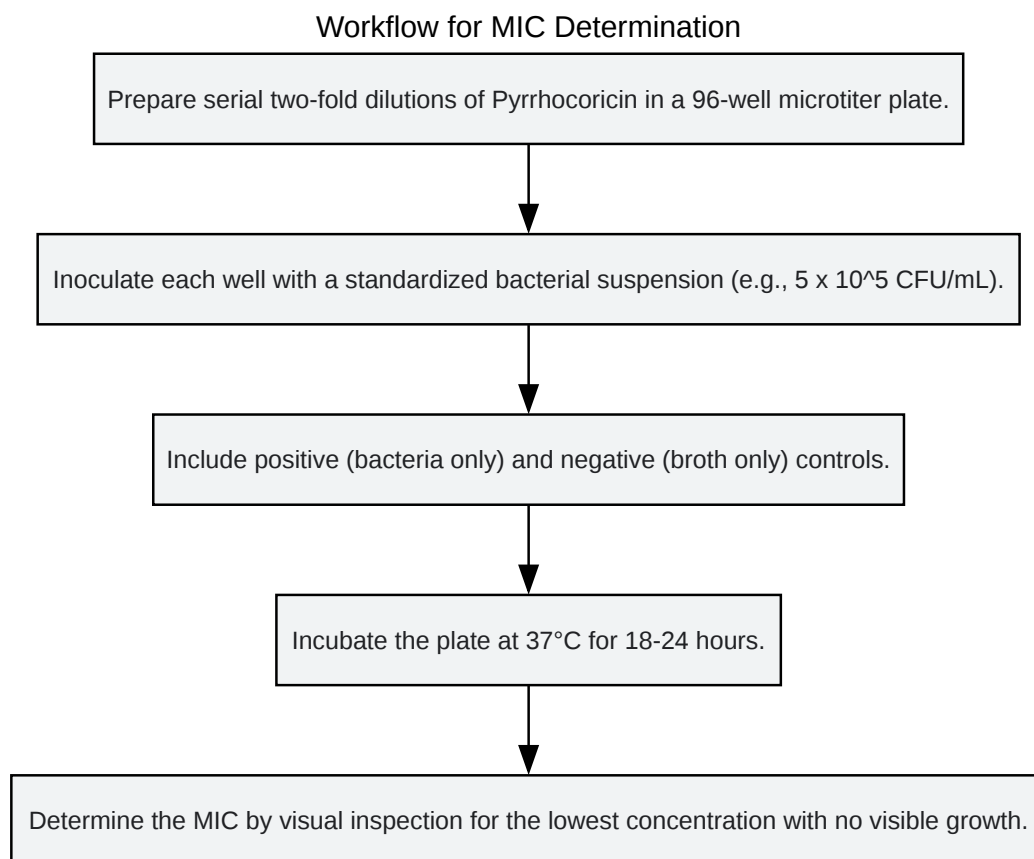 Workflow for MIC Determination
Prepare serial two-fold dilutions of Pyrrhocoricin in a 96-well microtiter plate.
Inoculate each well with a standardized bacterial suspension (e.g., 5 x 10^5 CFU/mL).
Include positive (bacteria only) and negative (broth only) controls.
Incubate the plate at 37°C for 18-24 hours.
Determine the MIC by visual inspection for the lowest concentration with no visible growth.